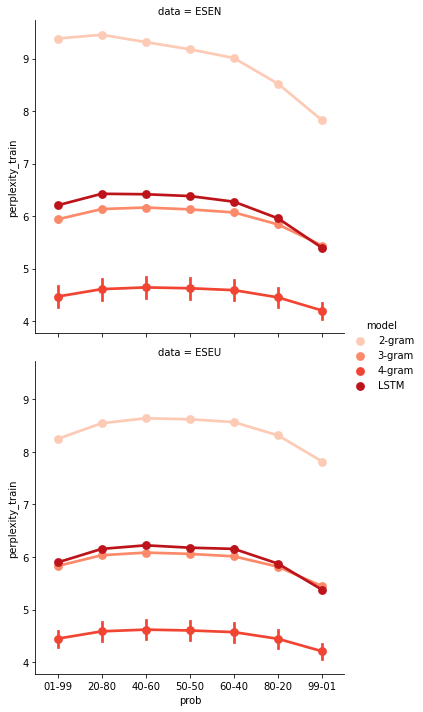 data = ESEN
9
8
7
6
5
4
perplexity_train
model
2-gram
3-gram
4-gram
LSTM
data = ESEU
9
8
7
6
5
4
perplexity_train
01-99 20-80 40-60 50-50 60-40 80-20 99-01
prob